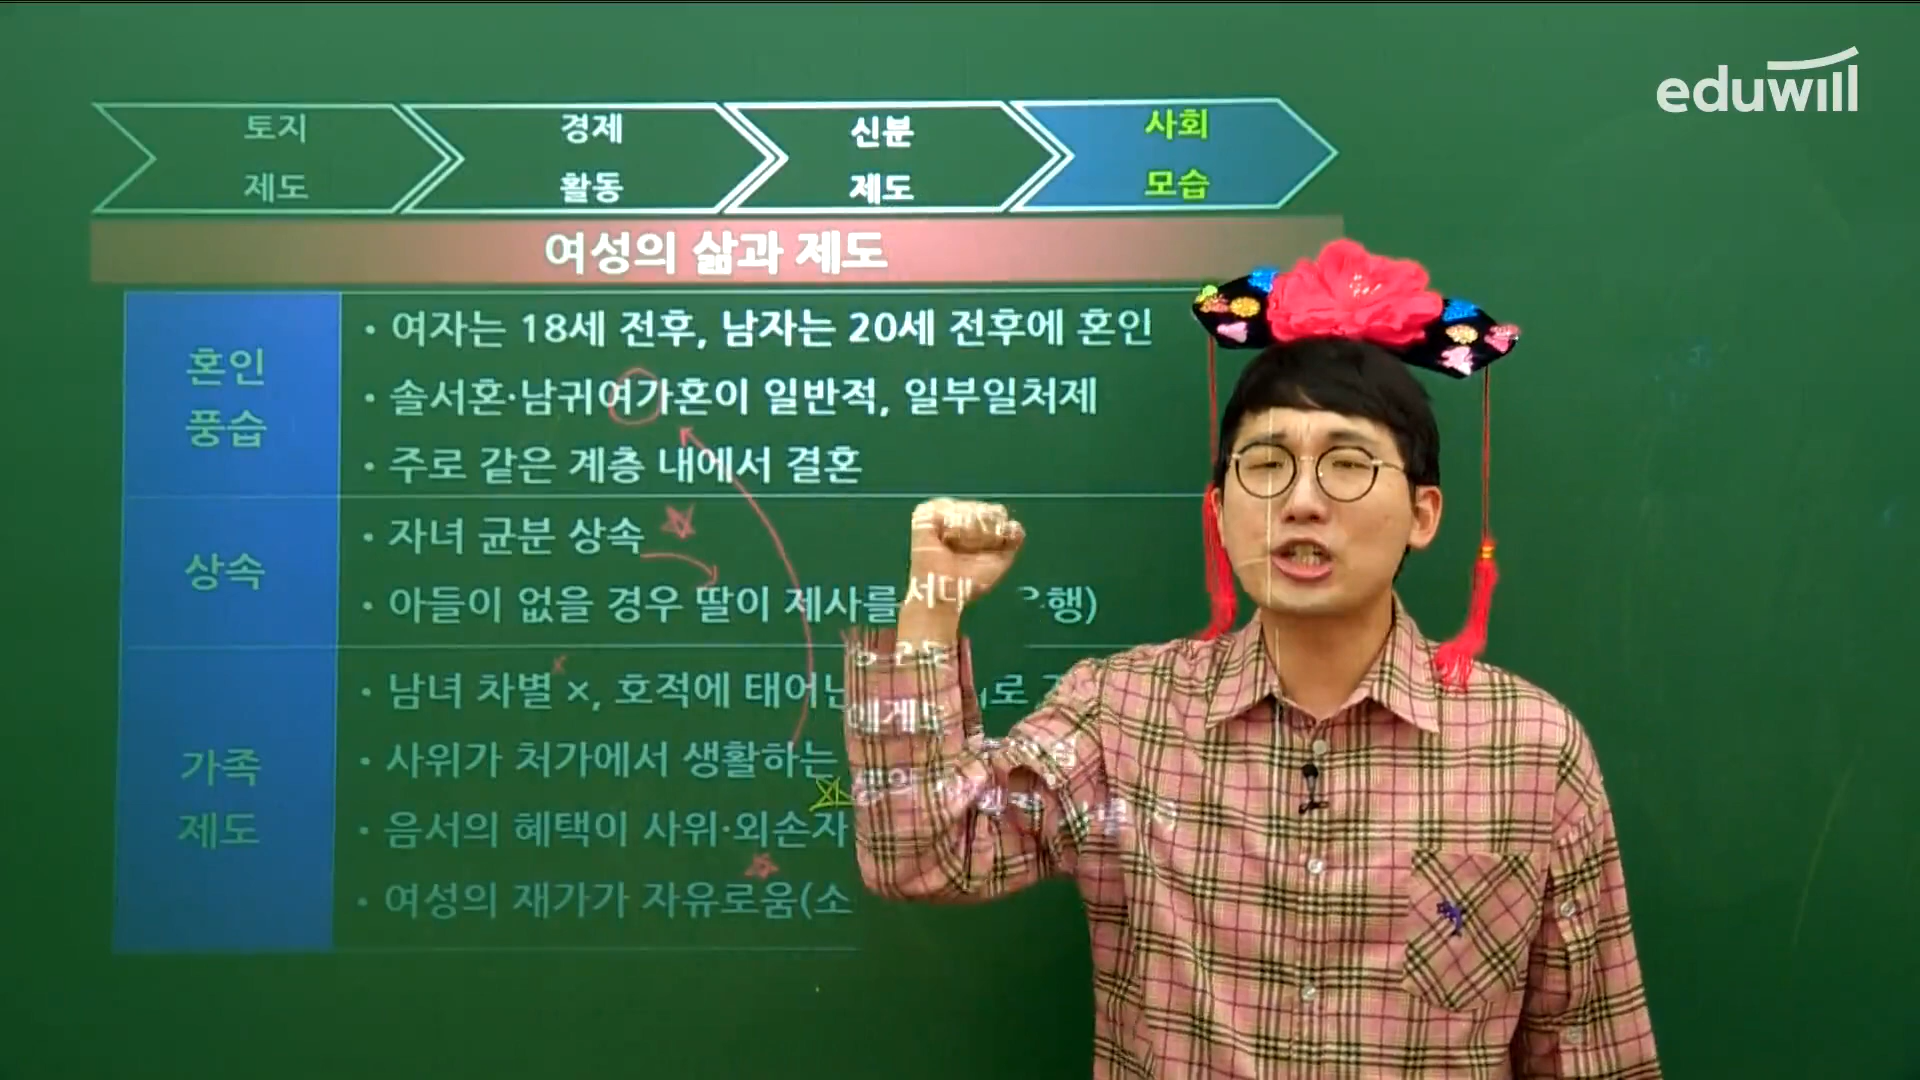 eduwill
토지
제도
경제
활동
신분
제도
사회
모습
여성의 삶과 제도
혼인
풍습
• 여자는 18세 전후, 남자는 20세 전후에 혼인
• 솔서혼·남귀여가혼이 일반적, 일부일처제
• 주로 같은 계층 내에서 결혼
상속
• 자녀 균분 상속
• 아들이 없을 경우 딸이 제사를
가족
제도
• 남녀 차별 ×, 호적에
• 사위가 처가에서 생활하는
• 음서의 혜택이 사위·외손자
• 여성의 재가가 자유로움(소